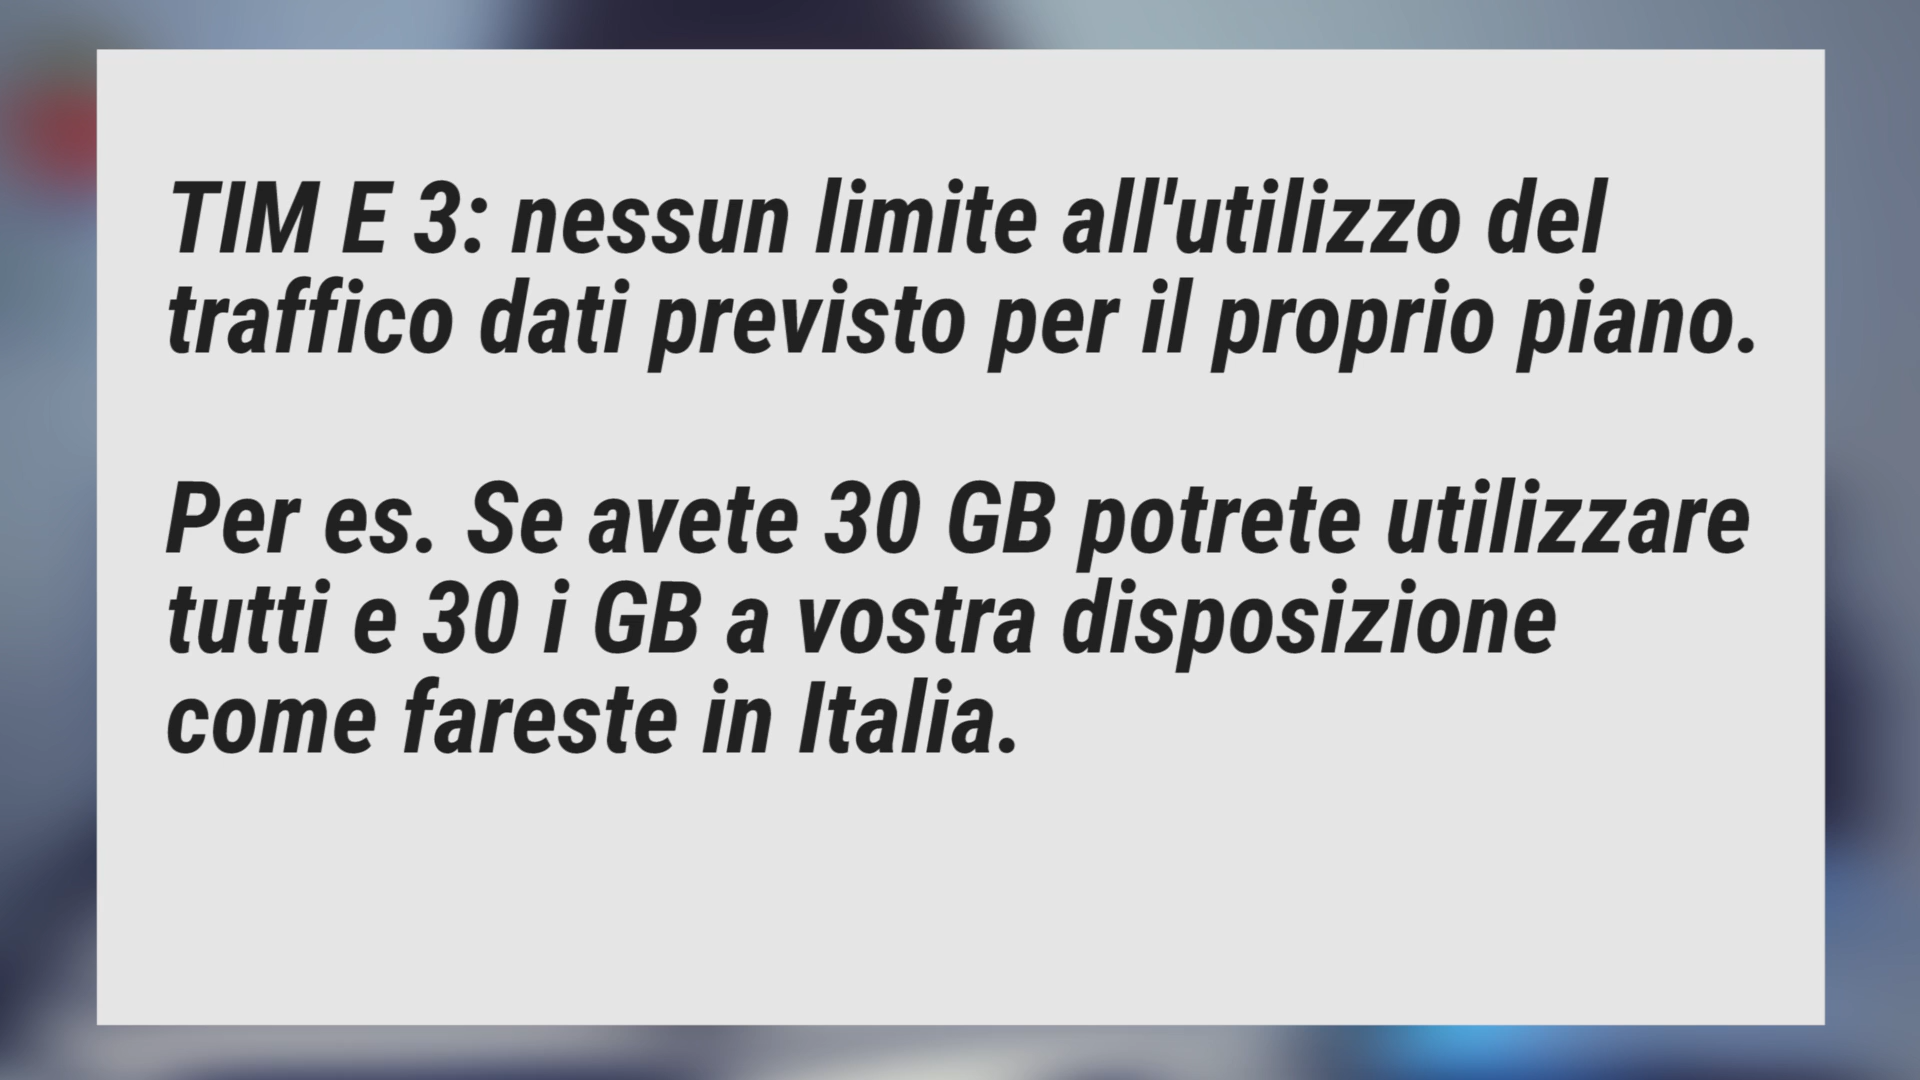 TIM E 3: nessun limite all'utilizzo del
traffico dati previsto per il proprio piano.
Per es. Se avete 30 GB potrete utilizzare
tutti e 30 i GB a vostra disposizione
come fareste in Italia.